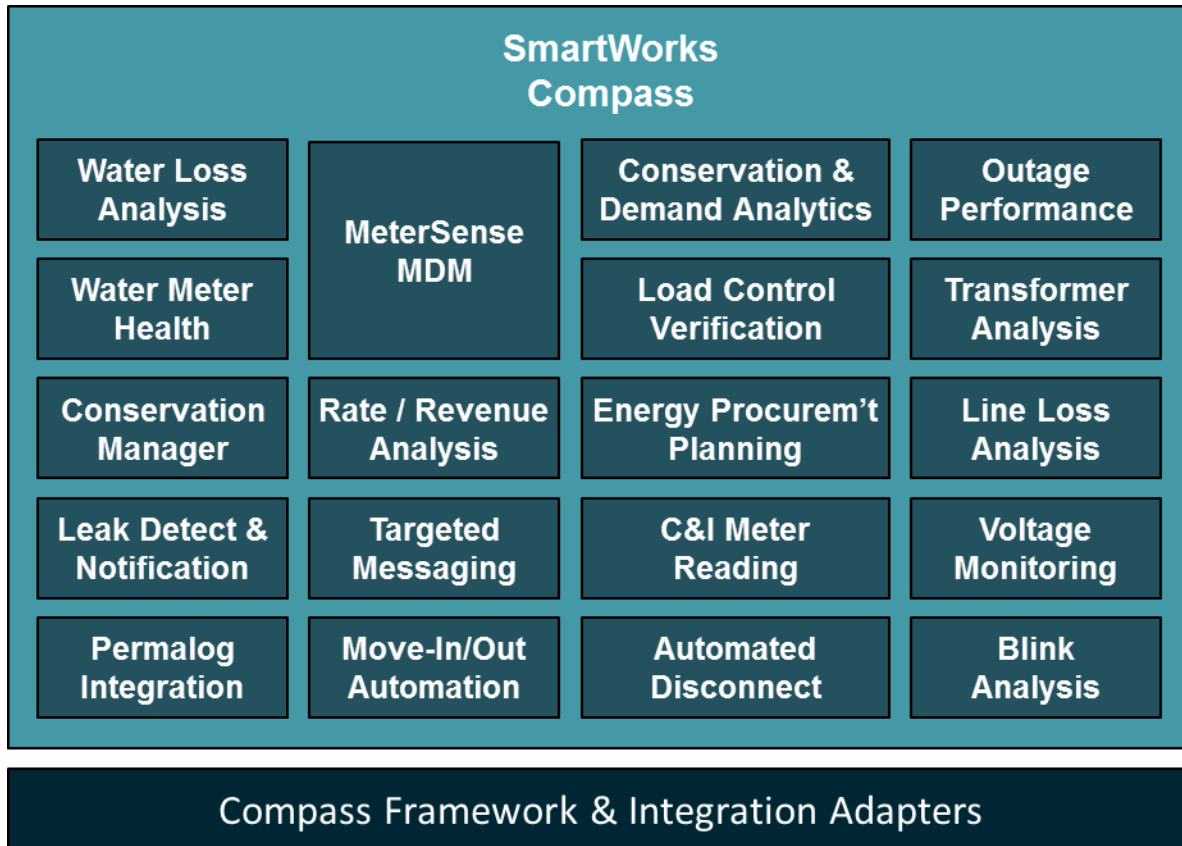 SmartWorks
Compass
Water Loss
Analysis
MeterSense
MDM
Conservation &
Demand Analytics
Outage
Performance
Water Meter
Health
Load Control
Verification
Transformer
Analysis
Conservation
Manager
Rate / Revenue
Analysis
Energy Procurem’t
Planning
Line Loss
Analysis
Leak Detect &
Notification
Targeted
Messaging
C&I Meter
Reading
Voltage
Monitoring
Permalog
Integration
Move-In/Out
Automation
Automated
Disconnect
Blink
Analysis
Compass Framework & Integration Adapters